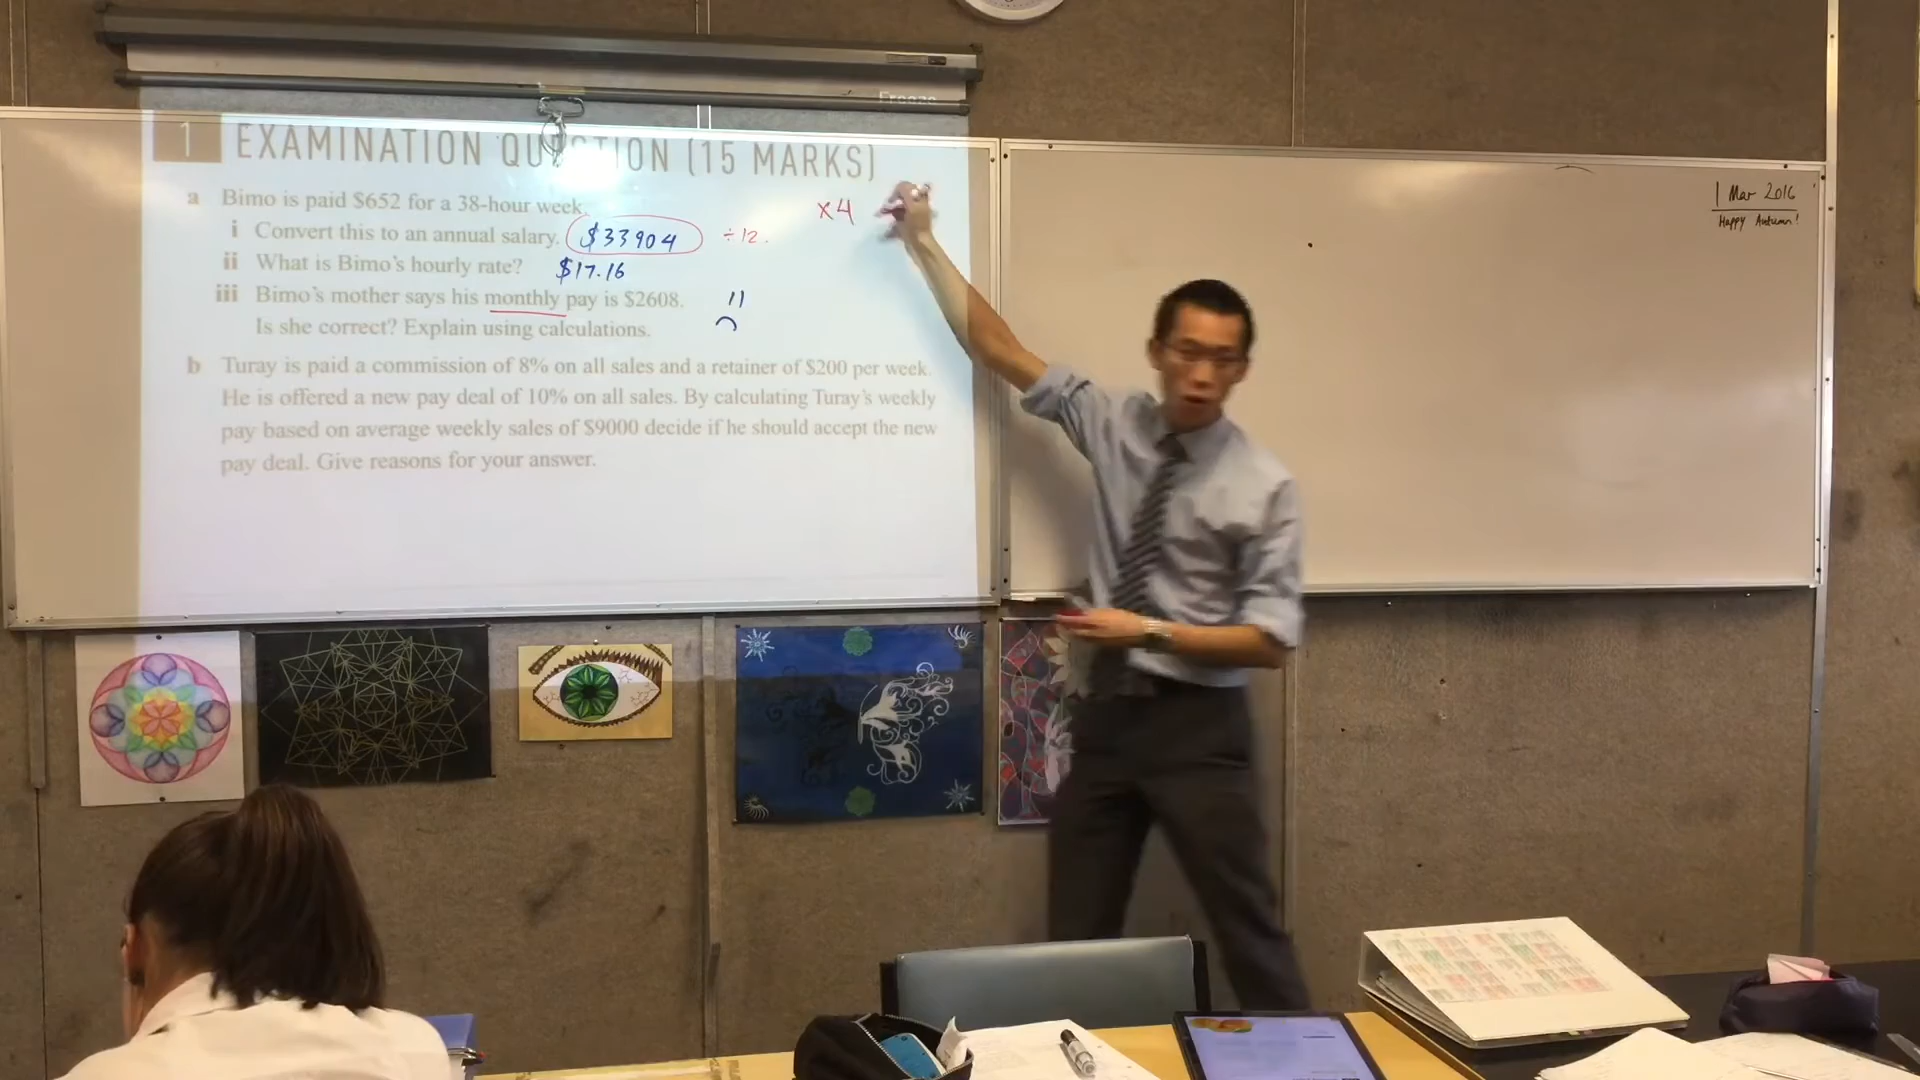 Freeze
1 EXAMINATION QUESTION (15 MARKS)
a Bimo is paid $652 for a 38-hour week.
×4
i Convert this to an annual salary. $33904 ÷12.
ii What is Bimo's hourly rate? $17.16
iii Bimo's mother says his monthly pay is $2608.
Is she correct? Explain using calculations.
b Turay is paid a commission of 8% on all sales and a retainer of $200 per week.
He is offered a new pay deal of 10% on all sales. By calculating Turay's weekly
pay based on average weekly sales of $9000 decide if he should accept the new
pay deal. Give reasons for your answer.
1 Mar 2016
Happy Autumn!